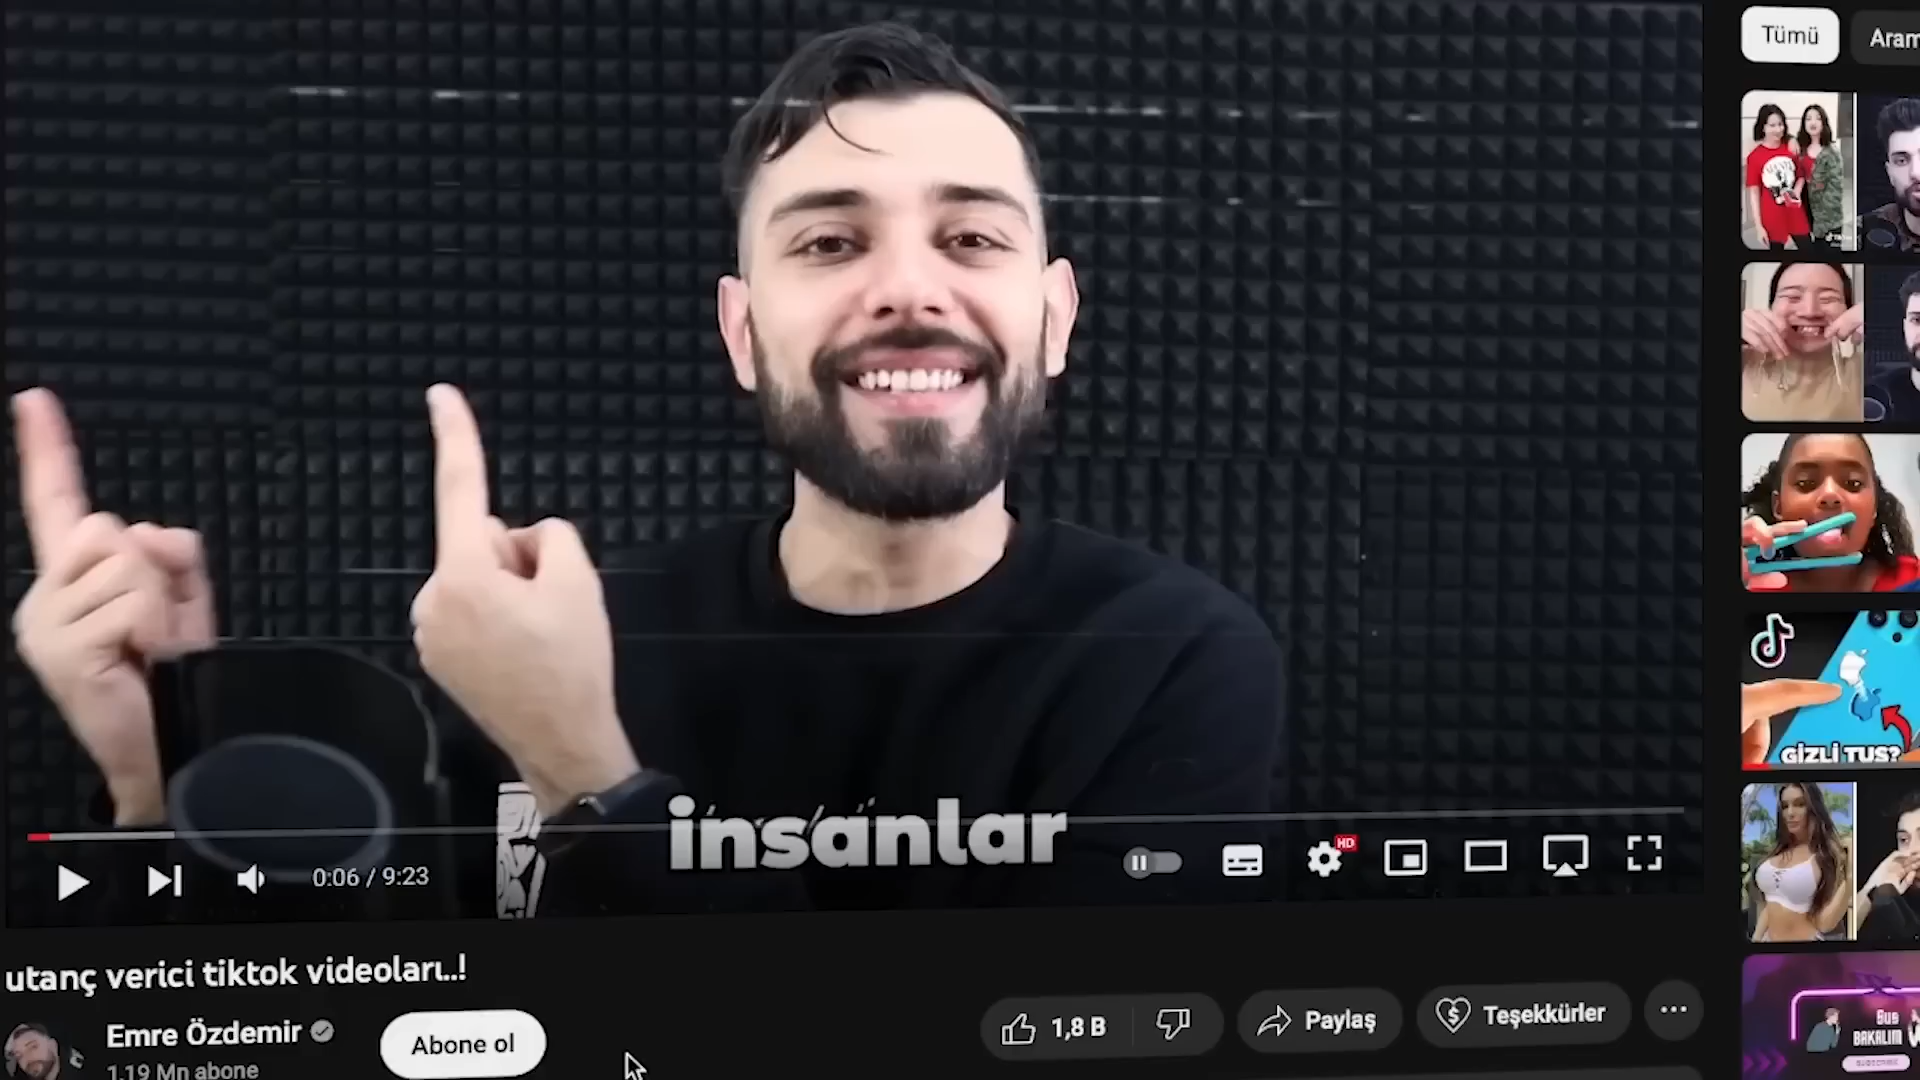 Tümü
insanlar
HD
0:06 / 9:23
utanç verici tiktok videoları..!
Emre Özdemir
1,19 Mn abone
Abone ol
1,8 B
Paylaş
Teşekkürler
GİZLİ TUŞ?
BAKALIM